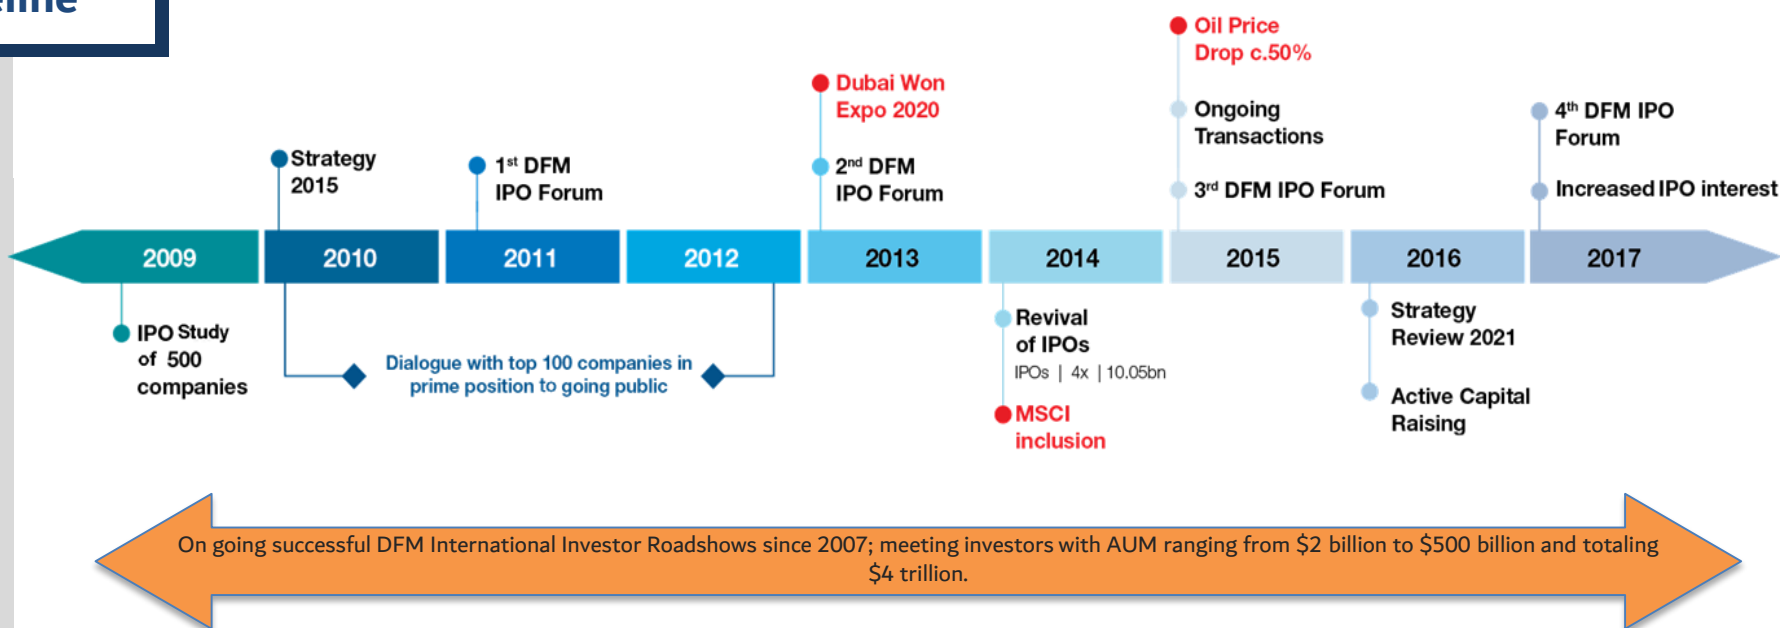 Oil Price
Drop c.50%
Dubai Won
Expo 2020
Ongoing
Transactions
4th DFM IPO
Forum
Strategy
2015
1st DFM
IPO Forum
2nd DFM
IPO Forum
3rd DFM IPO Forum
Increased IPO interest
2009
2010
2011
2012
2013
2014
2015
2016
2017
IPO Study
of 500
companies
Dialogue with top 100 companies in
prime position to going public
Revival
of IPOs
IPOs | 4x | 10.05bn
MSCI
inclusion
Strategy
Review 2021
Active Capital
Raising
On going successful DFM International Investor Roadshows since 2007; meeting investors with AUM ranging from $2 billion to $500 billion and totaling
$4 trillion.